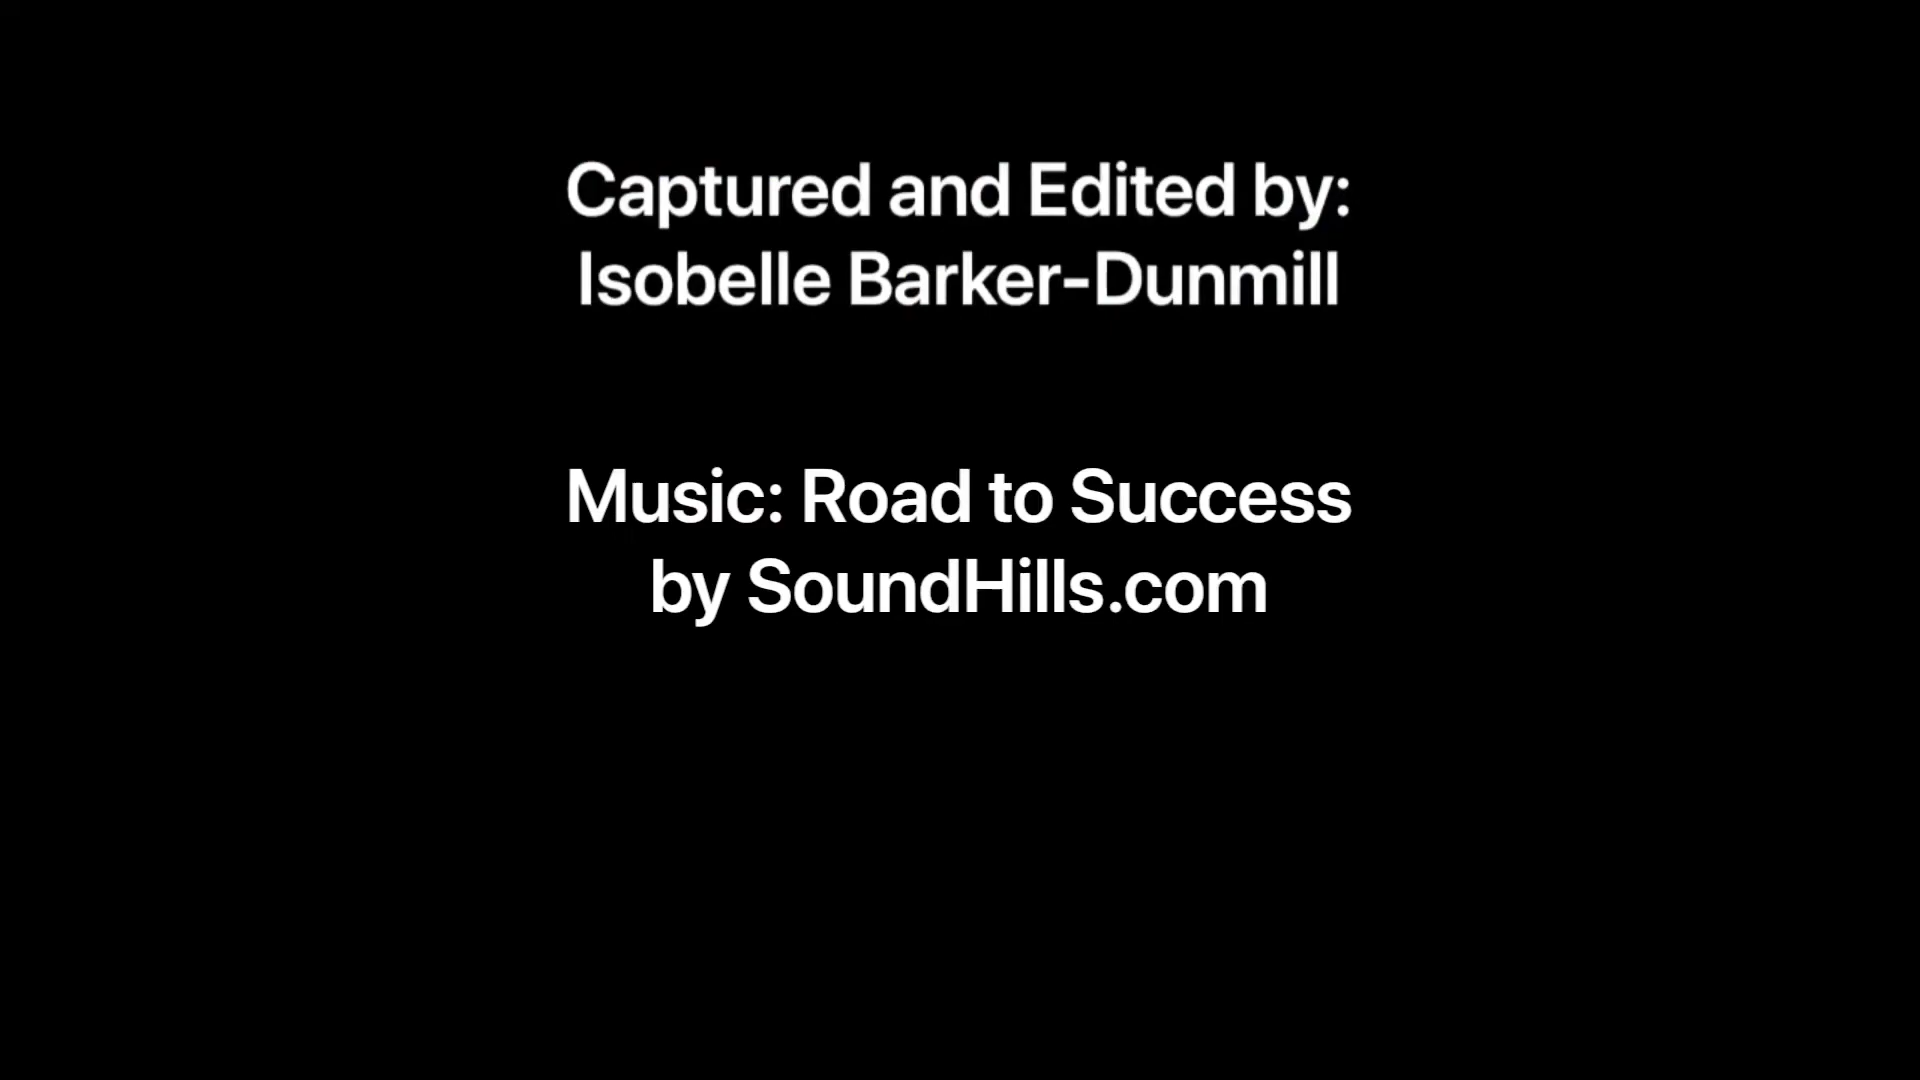 Captured and Edited by:
Isobelle Barker-Dunmill
Music: Road to Success
by SoundHills.com